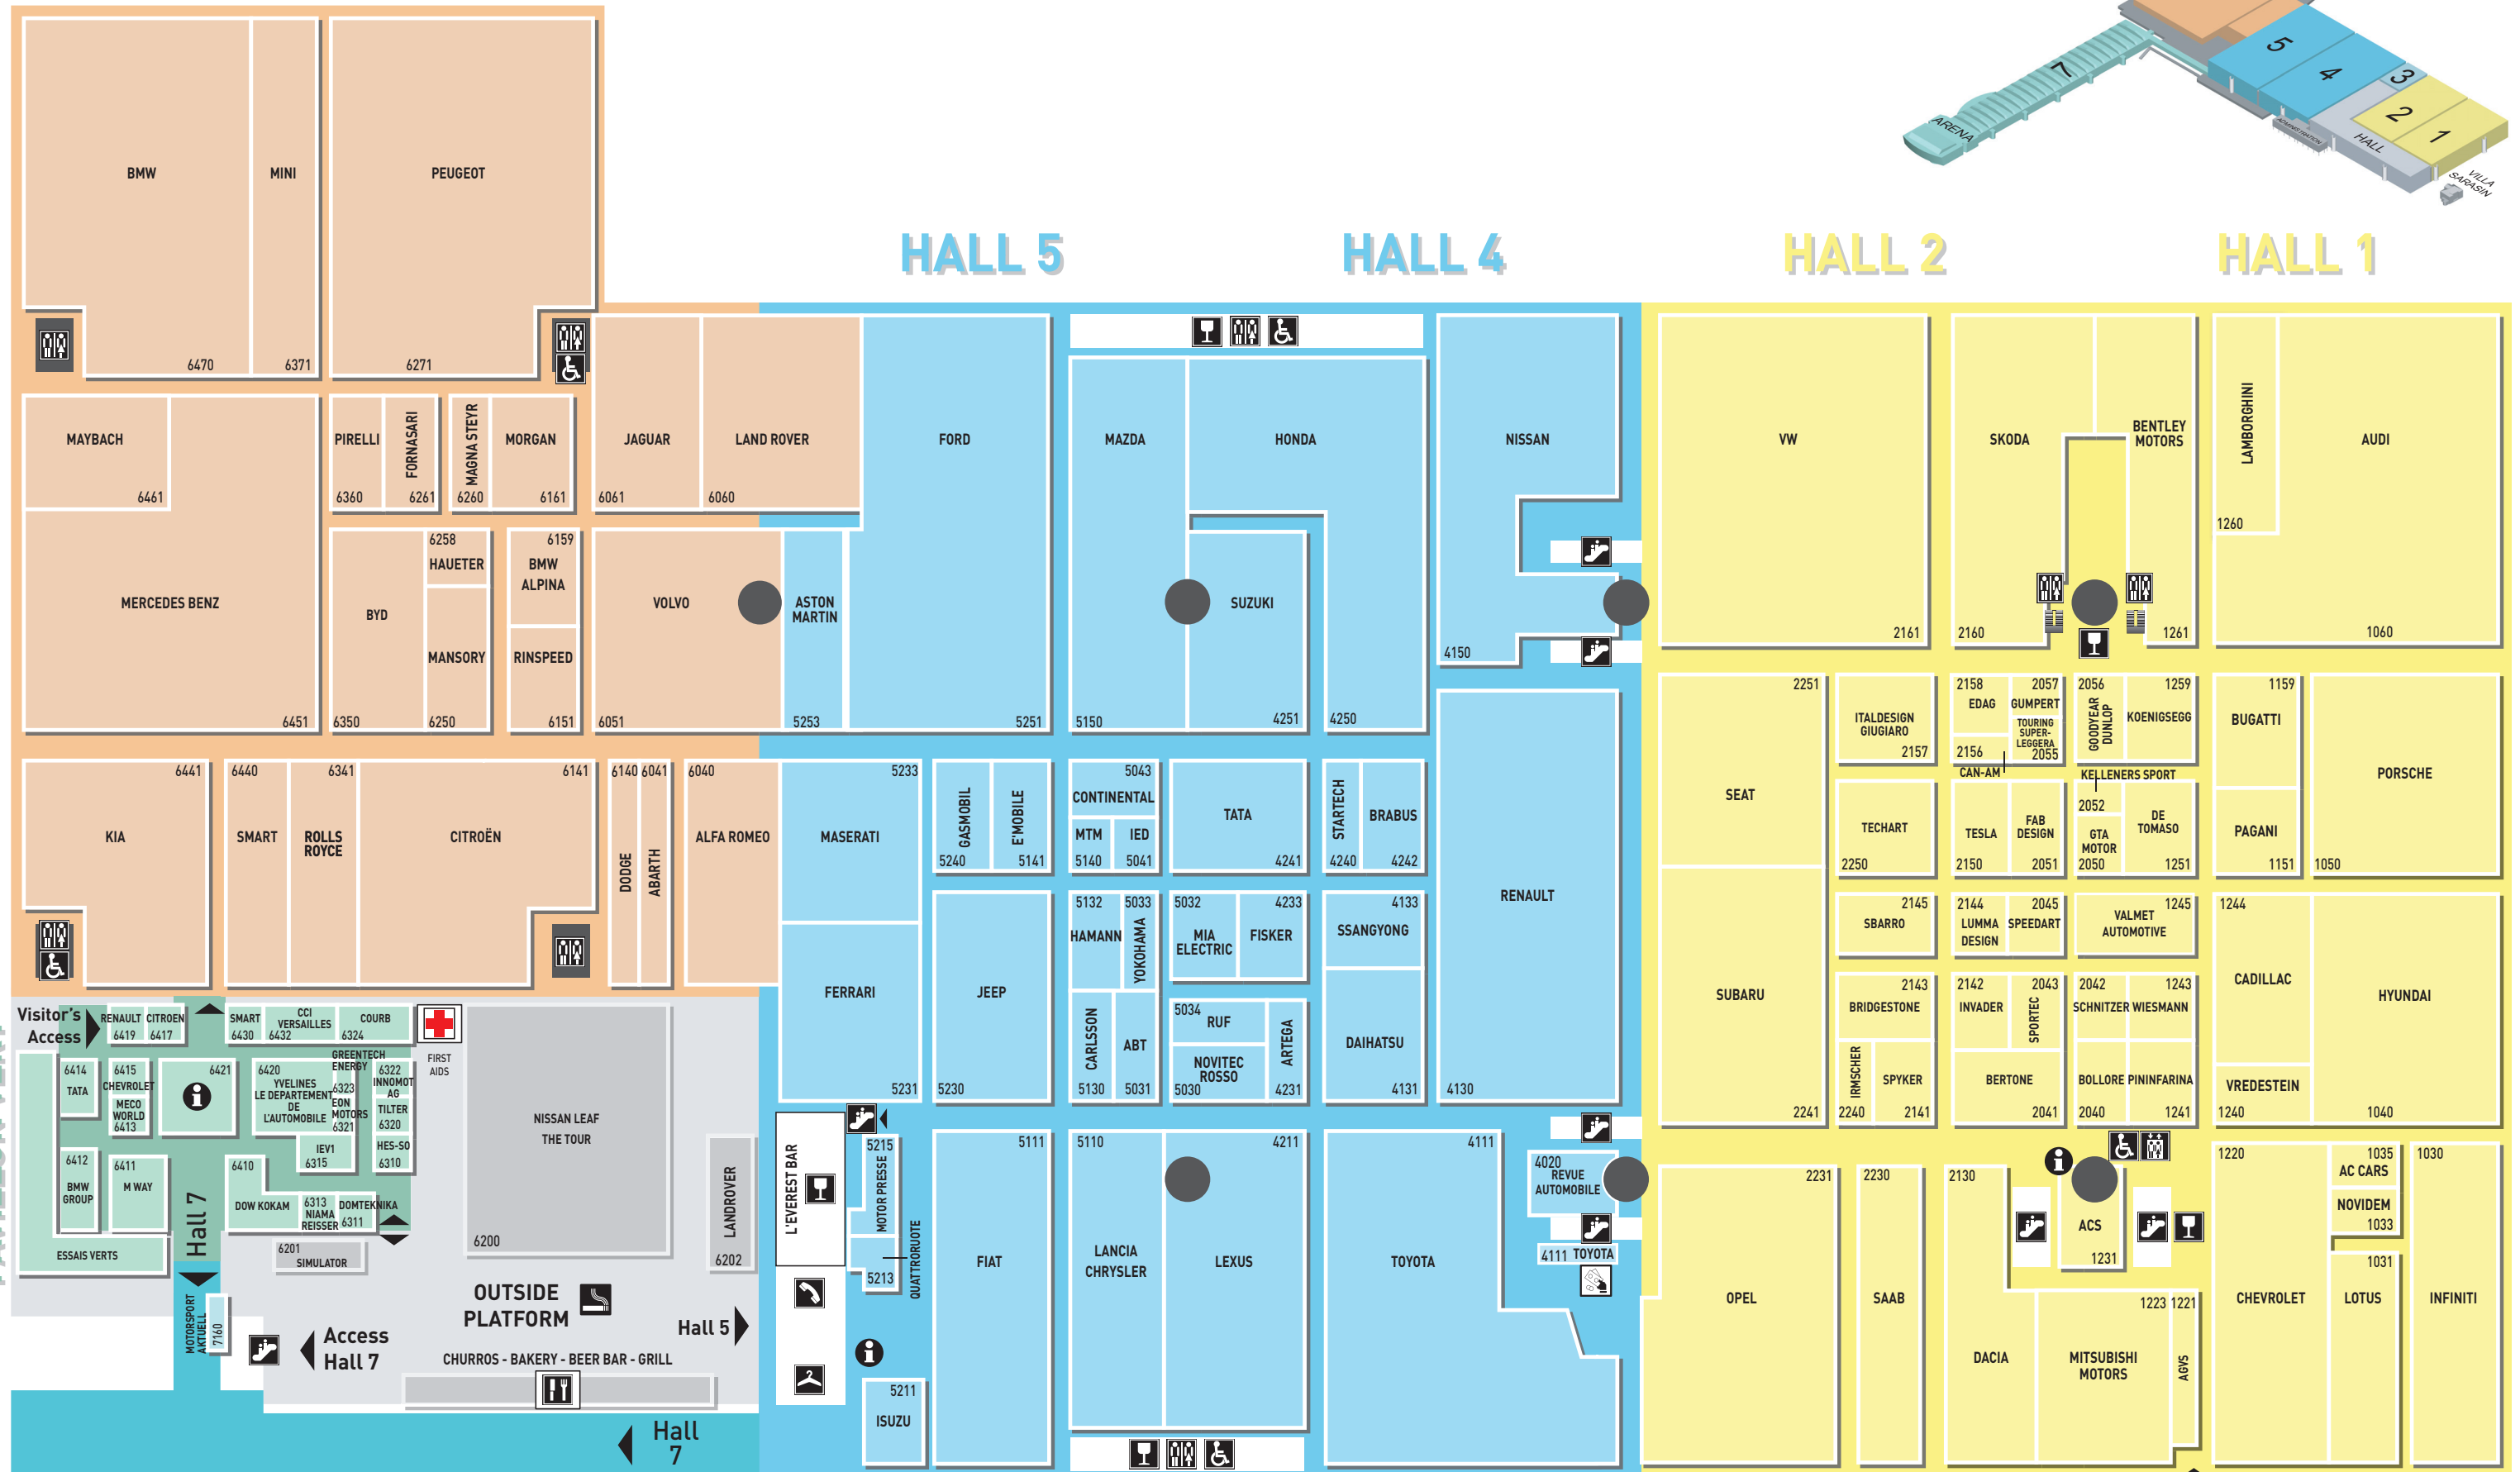 5
4
3
2
1
7
ARENA
ADMINISTRATION
HALL
VILLA
SARASIN
HALL 5
HALL 4
HALL 2
HALL 1
BMW
6470
MINI
6371
PEUGEOT
6271
MAYBACH
6461
MERCEDES BENZ
6451
PIRELLI
6360
FORNASARI
6261
MAGNA STEYR
6260
MORGAN
6161
JAGUAR
6061
LAND ROVER
6060
BYD
6350
6258
HAUETER
MANSORY
6250
6159
BMW
ALPINA
RINSPEED
6151
VOLVO
6051
ASTON
MARTIN
5253
FORD
5251
MAZDA
5150
HONDA
4250
SUZUKI
4251
NISSAN
4150
VW
2161
SKODA
2160
BENTLEY
MOTORS
1261
LAMBORGHINI
1260
AUDI
1060
6441
KIA
6440
SMART
6341
ROLLS
ROYCE
6141
CITROËN
6140
DODGE
6041
ABARTH
6040
ALFA ROMEO
5233
MASERATI
FERRARI
5231
GASMOBIL
5240
E'MOBILE
5141
5043
CONTINENTAL
MTM
5140
IED
5041
TATA
4241
STARTECH
4240
BRABUS
4242
JEEP
5230
5132
HAMANN
5033
YOKOHAMA
CARLSSON
5130
ABT
5031
5032
MIA
ELECTRIC
4233
FISKER
5034
RUF
NOVITEC
ROSSO
5030
ARTEGA
4231
4133
SSANGYONG
DAIHATSU
4131
RENAULT
4130
2251
SEAT
SUBARU
2241
ITALDESIGN
GIUGIARO
2157
TECHART
2250
2158
EDAG
2156
CAN-AM
2057
GUMPERT
TOURING
SUPER-
LEGGERA
2055
2056
GOODYEAR
DUNLOP
1259
KOENIGSEGG
KELLENERS SPORT
TESLA
2150
FAB
DESIGN
2051
2052
GTA
MOTOR
2050
DE
TOMASO
1251
1159
BUGATTI
PAGANI
1151
PORSCHE
1050
2145
SBARRO
2144
LUMMA
DESIGN
2045
SPEEDART
1245
VALMET
AUTOMOTIVE
2143
BRIDGESTONE
IRMSCHER
2240
SPYKER
2141
2142
INVADER
2043
SPORTEC
BERTONE
2041
2042
SCHNITZER
1243
WIESMANN
BOLLORE
2040
PININFARINA
1241
1244
CADILLAC
VREDESTEIN
1240
HYUNDAI
1040
Visitor's
Access
RENAULT
6419
CITROEN
6417
SMART
6430
CCI
VERSAILLES
6432
COURB
6324
6414
TATA
6415
CHEVROLET
MECO
WORLD
6413
6421
6420
YVELINES
LE DEPARTEMENT
DE
L'AUTOMOBILE
GREENTECH
ENERGY
6323
EON
MOTORS
6321
6322
INNOMOT
AG
TILTER
6320
HES-SO
6310
IEV1
6315
6412
BMW
GROUP
6411
M WAY
6410
DOW KOKAM
6313
NIAMA
REISSER
DOMTEKNIKA
6311
ESSAIS VERTS
Hall 7
MOTORSPORT
AKTUELL
7160
6201
SIMULATOR
FIRST
AIDS
NISSAN LEAF
THE TOUR
6200
LANDROVER
6202
OUTSIDE
PLATFORM
Access
Hall 7
Hall 5
CHURROS - BAKERY - BEER BAR - GRILL
Hall
7
L'EVEREST BAR
5215
MOTOR PRESSE
QUATTRORUOTE
5213
5211
ISUZU
5111
FIAT
5110
LANCIA
CHRYSLER
4211
LEXUS
4111
TOYOTA
4020
REVUE
AUTOMOBILE
4111 TOYOTA
2231
OPEL
2230
SAAB
2130
DACIA
1223
MITSUBISHI
MOTORS
1221
AGVS
ACS
1231
1220
CHEVROLET
1035
AC CARS
NOVIDEM
1033
1031
LOTUS
1030
INFINITI